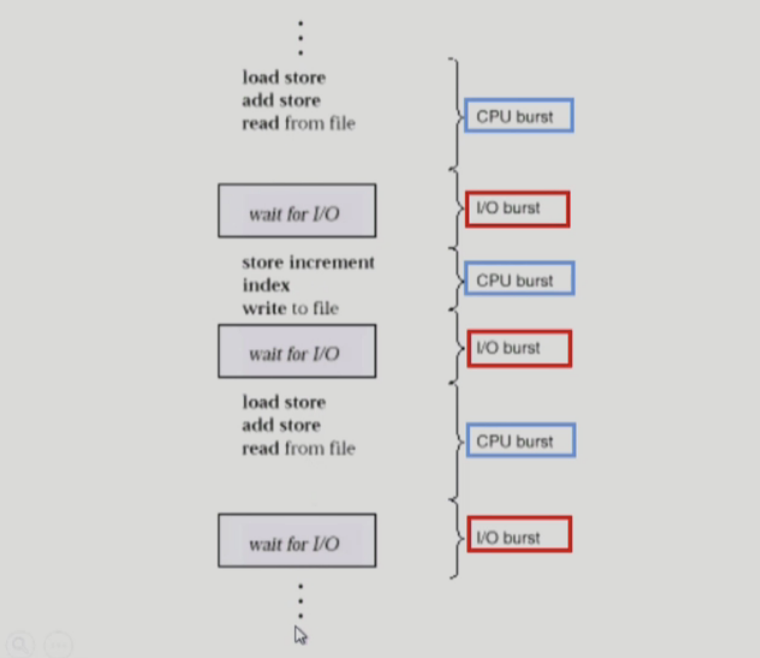 load store
add store
read from file
CPU burst
wait for I/O
I/O burst
store increment
index
write to file
CPU burst
wait for I/O
I/O burst
load store
add store
read from file
CPU burst
wait for I/O
I/O burst